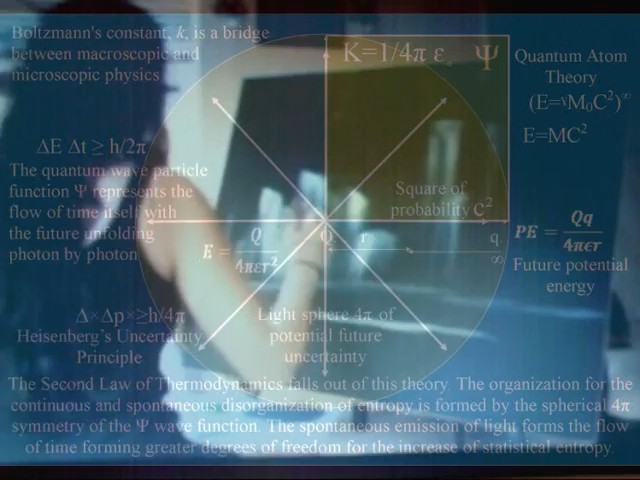 Boltzmann's constant, k, is a bridge
between macroscopic and
microscopic physics
K=1/4π ε₀
Ψ
Quantum Atom
Theory
(E=ᵞM₀C²)∞
E=MC²
ΔE Δt ≥ h/2π
The quantum wave particle
function Ψ represents the
flow of time itself with
the future unfolding
photon by photon
Square of
probability C²
E = Q/4πεr²
Q r q
∞
PE = Qq/4πεr
Future potential
energy
Δ×Δp×≥h/4π
Heisenberg's Uncertainty
Principle
Light sphere 4π of
potential future
uncertainty
The Second Law of Thermodynamics falls out of this theory. The organization for the
continuous and spontaneous disorganization of entropy is formed by the spherical 4π
symmetry of the Ψ wave function. The spontaneous emission of light forms the flow
of time forming greater degrees of freedom for the increase of statistical entropy.